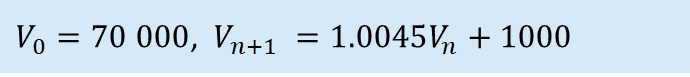 V₀ = 70 000, Vₙ₊₁ = 1.0045Vₙ + 1000